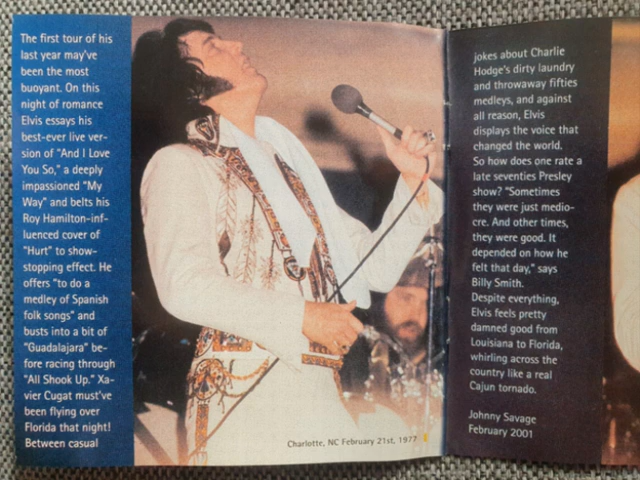 The first tour of his
last year may've
been the most
buoyant. On this
night of romance
Elvis essays his
best-ever live ver-
sion of "And I Love
You So," a deeply
impassioned "My
Way" and belts his
Roy Hamilton-inf-
luenced cover of
"Hurt" to show-
stopping effect. He
offers "to do a
medley of Spanish
folk songs" and
busts into a bit of
"Guadalajara" be-
fore racing through
"All Shook Up." Xa-
vier Cugat must've
been flying over
Florida that night!
Between casual
Charlotte, NC February 21st, 1977
jokes about Charlie
Hodge's dirty laundry
and throwaway fifties
medleys, and against
all reason, Elvis
displays the voice that
changed the world.
So how does one rate a
late seventies Presley
show? "Sometimes
they were just medio-
cre. And other times,
they were good. It
depended on how he
felt that day," says
Billy Smith.
Despite everything,
Elvis feels pretty
damned good from
Louisiana to Florida,
whirling across the
country like a real
Cajun tornado.
Johnny Savage
February 2001